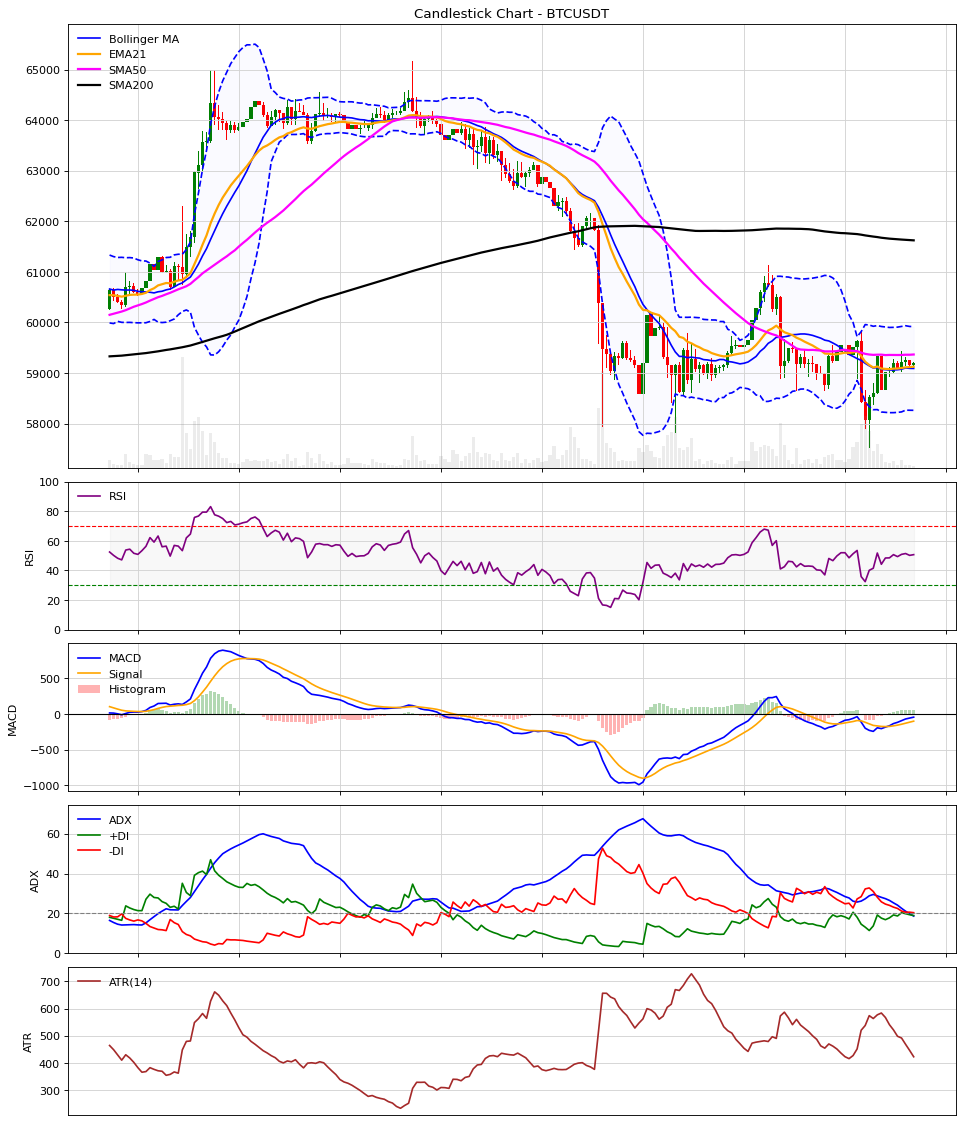 Candlestick Chart - BTCUSDT
Bollinger MA
EMA21
SMA50
SMA200
65000
64000
63000
62000
61000
60000
59000
58000
RSI
RSI
100
80
60
40
20
0
MACD
Signal
Histogram
MACD
500
0
−500
−1000
ADX
+DI
-DI
ADX
60
40
20
0
ATR(14)
ATR
700
600
500
400
300